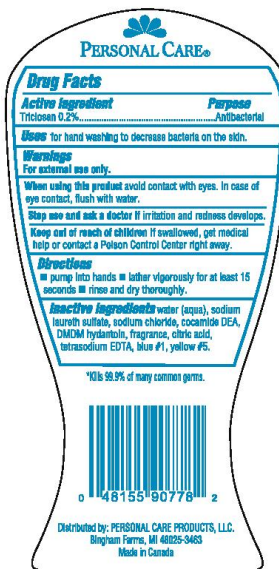 PERSONAL CARE®
Drug Facts
Active ingredient Purpose
Triclosan 0.2%..........................................Antibacterial
Uses for hand washing to decrease bacteria on the skin.
Warnings
For external use only.
When using this product avoid contact with eyes. In case of
eye contact, flush with water.
Stop use and ask a doctor if irritation and redness develops.
Keep out of reach of children If swallowed, get medical
help or contact a Poison Control Center right away.
Directions
■ pump into hands ■ lather vigorously for at least 15
seconds ■ rinse and dry thoroughly.
Inactive ingredients water (aqua), sodium
laureth sulfate, sodium chloride, cocamide DEA,
DMDM hydantoin, fragrance, citric acid,
tetrasodium EDTA, blue #1, yellow #5.
*Kills 99.9% of many common germs.
0 48155 90778 2
Distributed by: PERSONAL CARE PRODUCTS, LLC.
Bingham Farms, MI 48025-3463
Made in Canada